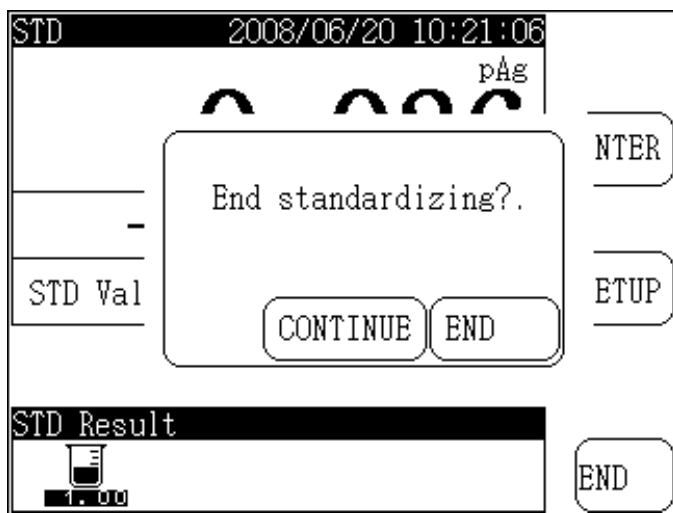 STD 2008/06/20 10:21:06
pAg
NTER
End standardizing?.
STD Val
ETUP
CONTINUE END
STD Result
1.00
END